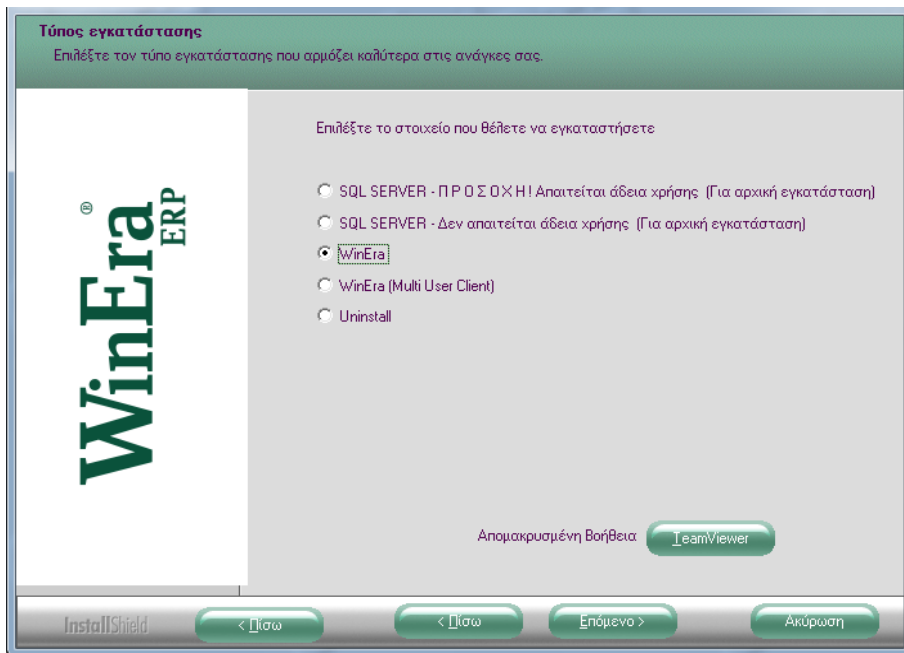 Τύπος εγκατάστασης
Επιλέξτε τον τύπο εγκατάστασης που αρμόζει καλύτερα στις ανάγκες σας.
Επιλέξτε το στοιχείο που θέλετε να εγκαταστήσετε
SQL SERVER - Π Ρ Ο Σ Ο Χ Η ! Απαιτείται άδεια χρήσης (Για αρχική εγκατάσταση)
SQL SERVER - Δεν απαιτείται άδεια χρήσης (Για αρχική εγκατάσταση)
WinEra
WinEra (Multi User Client)
Uninstall
WinEra®
ERP
Απομακρυσμένη Βοήθεια TeamViewer
InstallShield < Πίσω < Πίσω Επόμενο > Ακύρωση